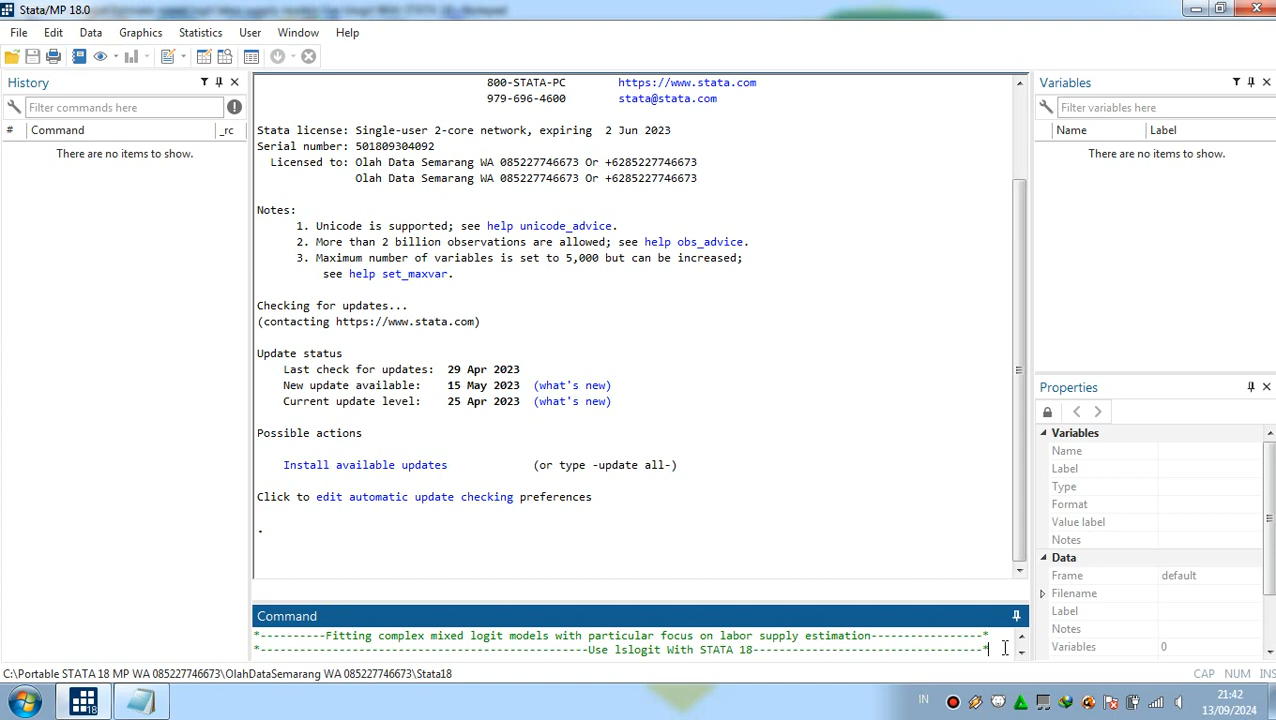 Stata/MP 18.0
File Edit Data Graphics Statistics User Window Help
History
Filter commands here
# Command _rc
There are no items to show.
800-STATA-PC https://www.stata.com
979-696-4600 stata@stata.com
Stata license: Single-user 2-core network, expiring 2 Jun 2023
Serial number: 501809304092
Licensed to: Olah Data Semarang WA 085227746673 Or +6285227746673
Olah Data Semarang WA 085227746673 Or +6285227746673
Notes:
1. Unicode is supported; see help unicode_advice.
2. More than 2 billion observations are allowed; see help obs_advice.
3. Maximum number of variables is set to 5,000 but can be increased;
see help set_maxvar.
Checking for updates...
(contacting https://www.stata.com)
Update status
Last check for updates: 29 Apr 2023
New update available: 15 May 2023 (what's new)
Current update level: 25 Apr 2023 (what's new)
Possible actions
Install available updates (or type -update all-)
Click to edit automatic update checking preferences
.
Command
*----------Fitting complex mixed logit models with particular focus on labor supply estimation-----------------*
*--------------------------------------------------Use lslogit With STATA 18-----------------------------------*
Variables
Filter variables here
Name Label
There are no items to show.
Properties
Variables
Name
Label
Type
Format
Value label
Notes
Data
Frame default
Filename
Label
Notes
Variables 0
C:\Portable STATA 18 MP WA 085227746673\OlahDataSemarang WA 085227746673\Stata18
CAP NUM INS
18
IN
21:42
13/09/2024